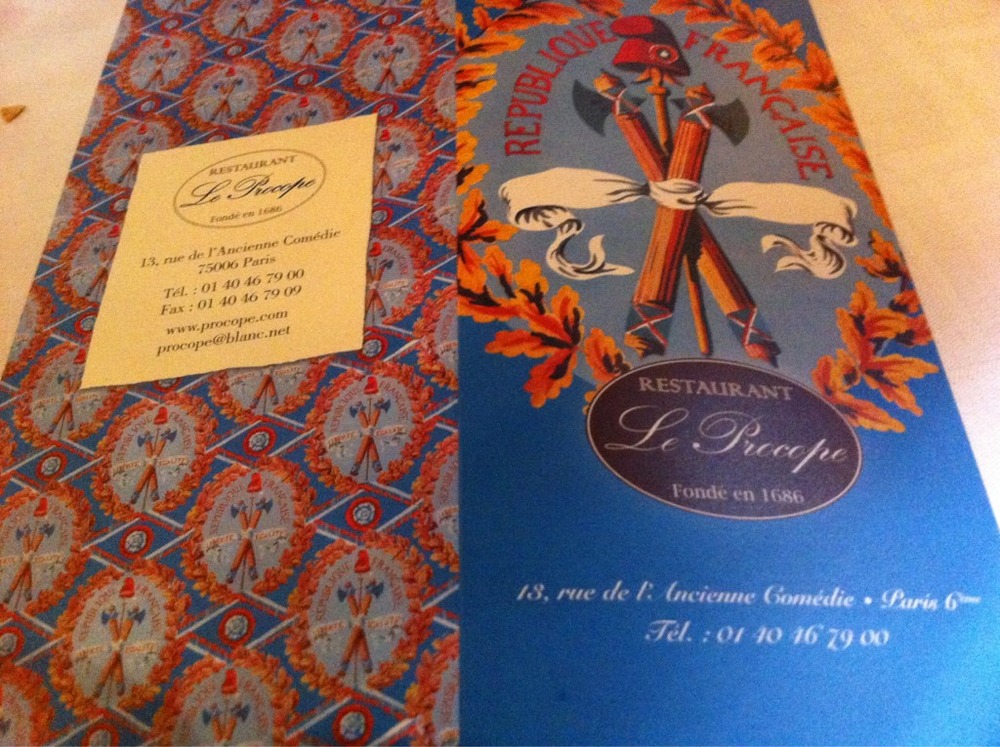 RESTAURANT
Le Procope
Fondé en 1686
13, rue de l'Ancienne Comédie
75006 Paris
Tél. : 01 40 46 79 00
Fax : 01 40 46 79 09
www.procope.com
procope@blanc.net
REPUBLIQUE FRANÇAISE
RESTAURANT
Le Procope
Fondé en 1686
13, rue de l'Ancienne Comédie • Paris 6ème
Tél. : 01 40 46 79 00